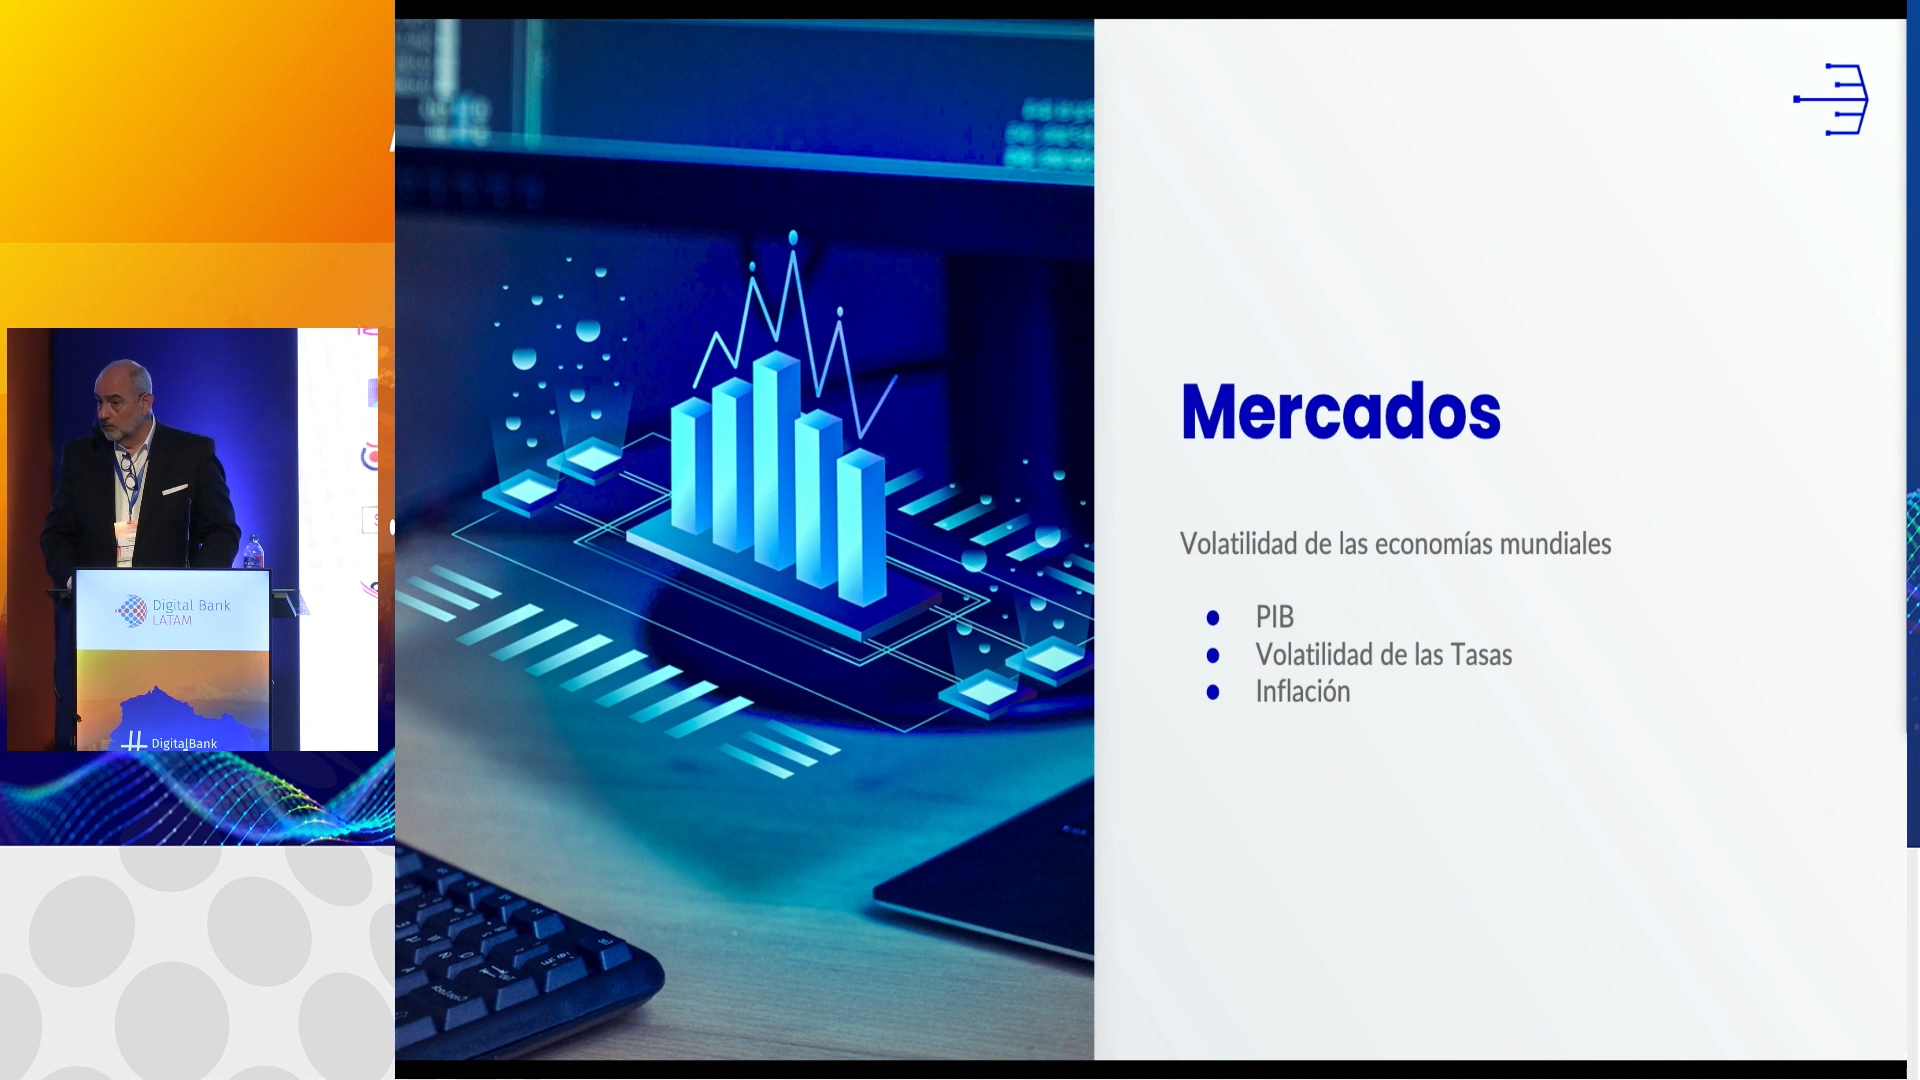 Mercados
Volatilidad de las economías mundiales
PIB
Volatilidad de las Tasas
Inflación
Digital Bank
LATAM
DigitalBank